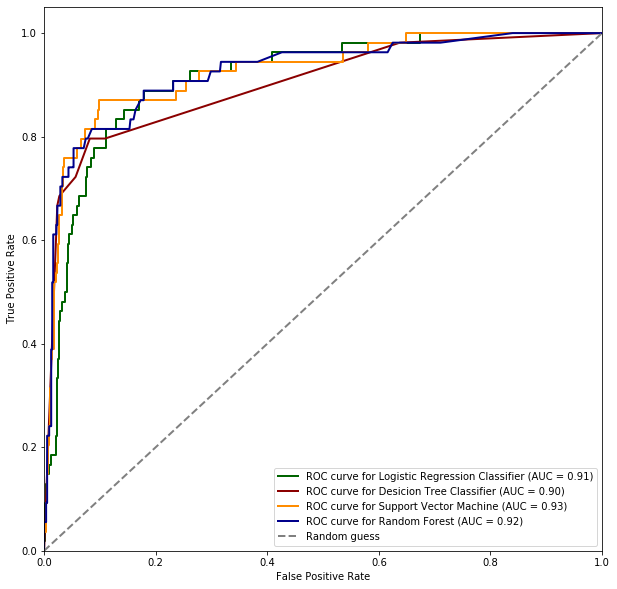 1.0
0.8
0.6
0.4
0.2
0.0
True Positive Rate
0.0 0.2 0.4 0.6 0.8 1.0
False Positive Rate
ROC curve for Logistic Regression Classifier (AUC = 0.91)
ROC curve for Desicion Tree Classifier (AUC = 0.90)
ROC curve for Support Vector Machine (AUC = 0.93)
ROC curve for Random Forest (AUC = 0.92)
Random guess